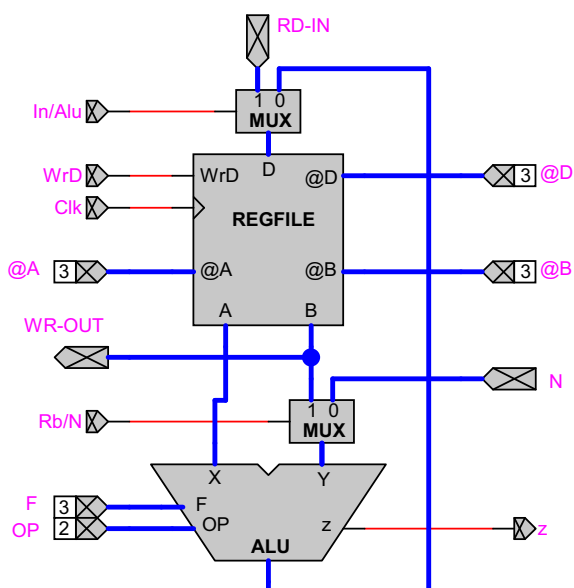 RD-IN
1 0
In/Alu
MUX
D
WrD
WrD
@D
3
@D
Clk
REGFILE
@A
3
@A
@B
3
@B
A
B
WR-OUT
N
1 0
Rb/N
MUX
X
Y
F
3
F
OP
2
OP
z
z
ALU